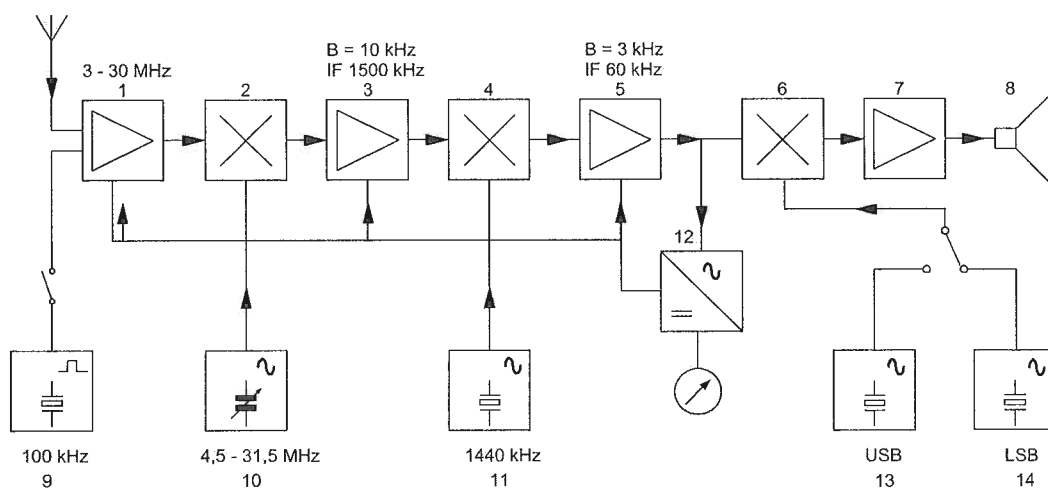 B = 10 kHz
B = 3 kHz
3 - 30 MHz
IF 1500 kHz
IF 60 kHz
1
2
3
4
5
6
7
8
12
100 kHz
4,5 - 31,5 MHz
1440 kHz
USB
LSB
9
10
11
13
14